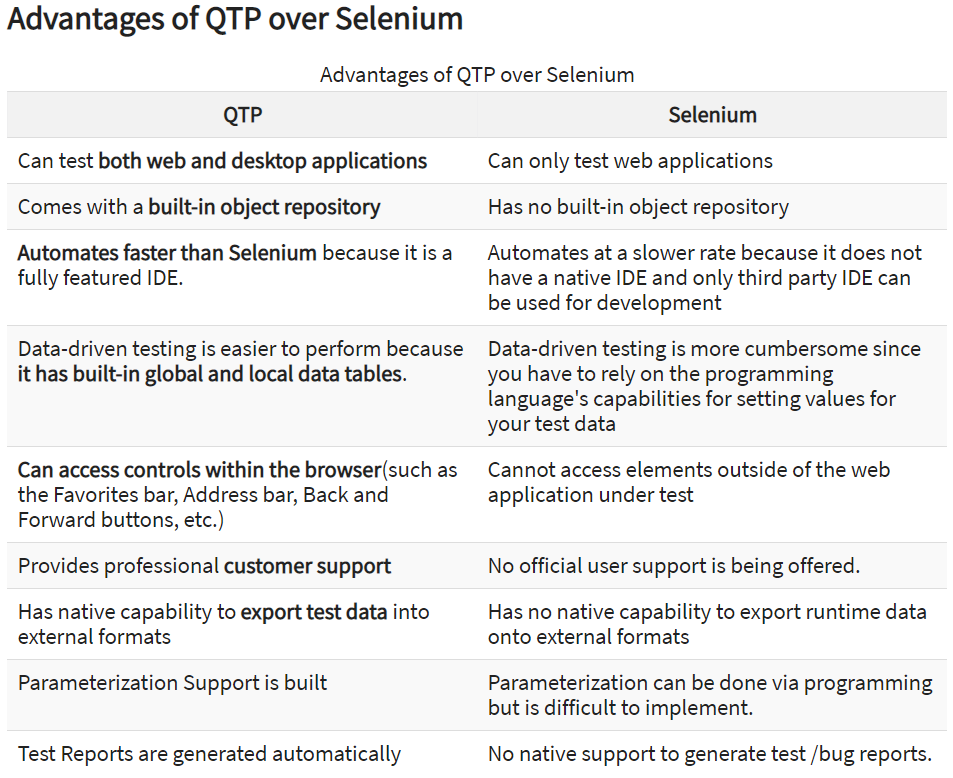 Advantages of QTP over Selenium
Advantages of QTP over Selenium
QTP
Selenium
Can test both web and desktop applications
Can only test web applications
Comes with a built-in object repository
Has no built-in object repository
Automates faster than Selenium because it is a
fully featured IDE.
Automates at a slower rate because it does not
have a native IDE and only third party IDE can
be used for development
Data-driven testing is easier to perform because
it has built-in global and local data tables.
Data-driven testing is more cumbersome since
you have to rely on the programming
language's capabilities for setting values for
your test data
Can access controls within the browser(such as
the Favorites bar, Address bar, Back and
Forward buttons, etc.)
Cannot access elements outside of the web
application under test
Provides professional customer support
No official user support is being offered.
Has native capability to export test data into
external formats
Has no native capability to export runtime data
onto external formats
Parameterization Support is built
Parameterization can be done via programming
but is difficult to implement.
Test Reports are generated automatically
No native support to generate test /bug reports.